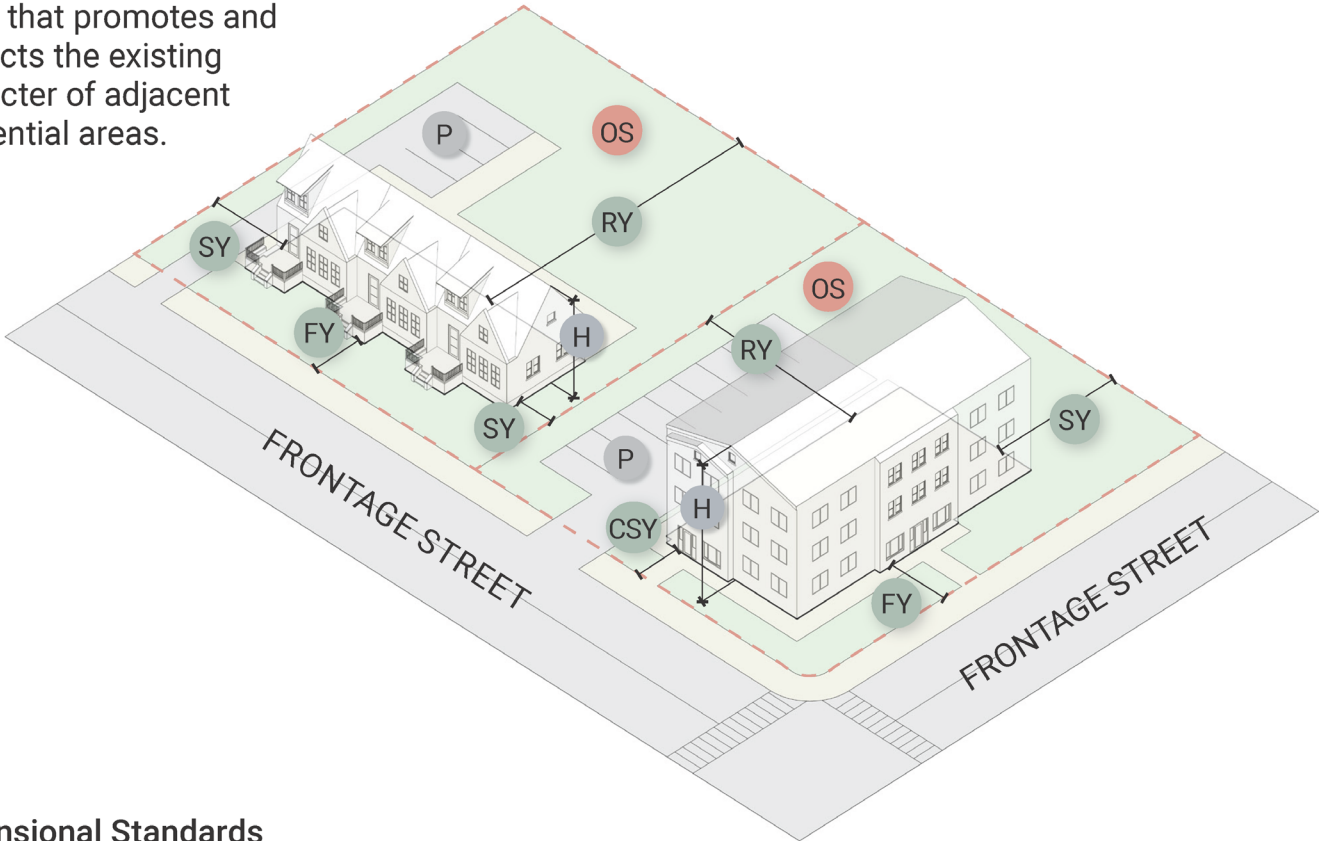 that promotes and
cts the existing
cter of adjacent
ential areas.
P
OS
RY
SY
OS
FY
H
RY
SY
SY
P
H
CSY
FY
FRONTAGE STREET
FRONTAGE STREET
nsional Standards